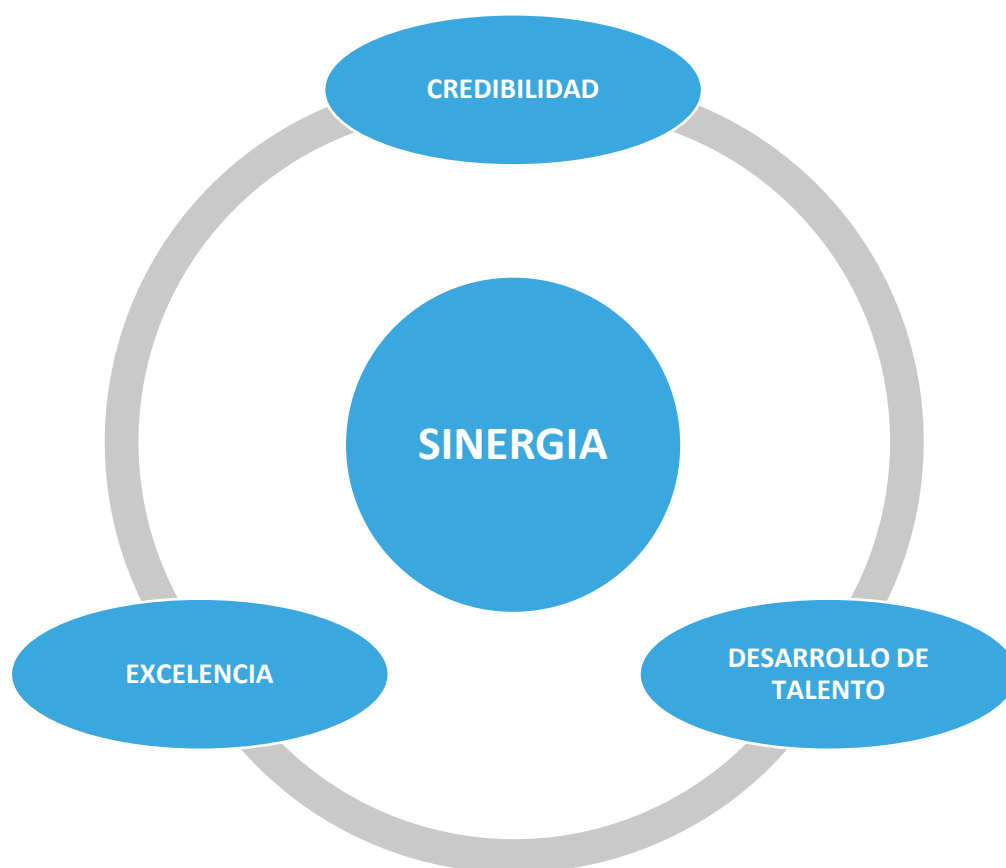 CREDIBILIDAD
SINERGIA
EXCELENCIA
DESARROLLO DE
TALENTO